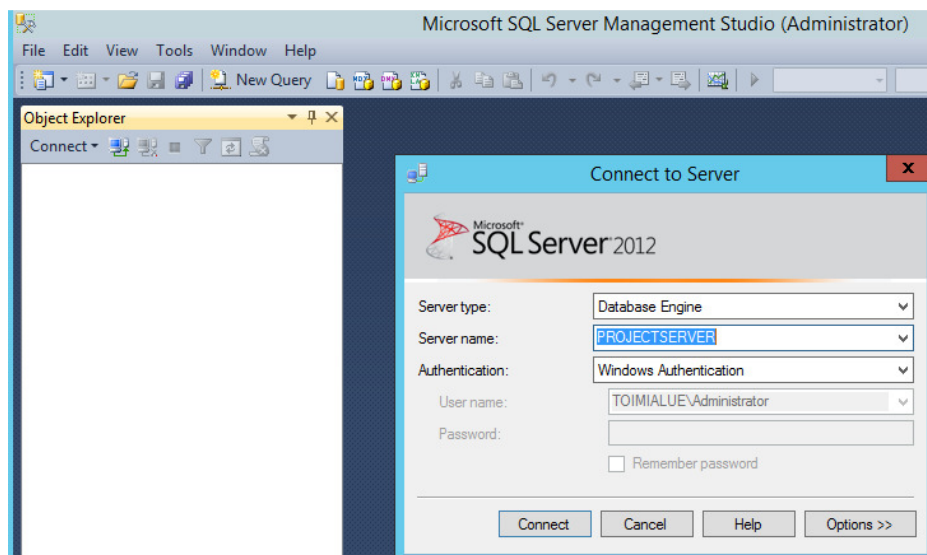 Microsoft SQL Server Management Studio (Administrator)
File Edit View Tools Window Help
New Query
Object Explorer
Connect
Connect to Server
Microsoft
SQL Server 2012
Server type: Database Engine
Server name: PROJECTSERVER
Authentication: Windows Authentication
User name: TOIMIALUE\Administrator
Password:
Remember password
Connect Cancel Help Options >>